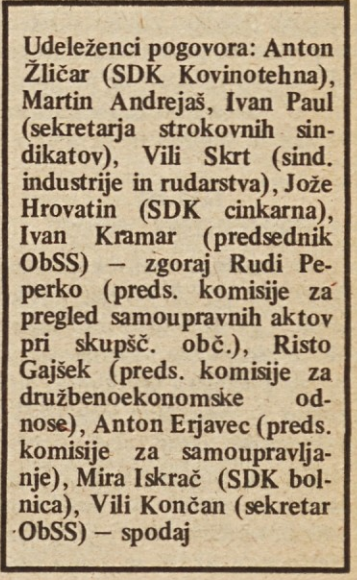 Udeleženci pogovora: Anton
Žličar (SDK Kovinotehna),
Martin Andrejaš, Ivan Paul
(sekretarja strokovnih sin-
dikatov), Vili Skrt (sind.
industrije in rudarstva), Jože
Hrovatin (SDK cinkarna),
Ivan Kramar (predsednik
ObSS) — zgoraj Rudi Pe-
perko (preds. komisije za
pregled samoupravnih aktov
pri skupšč. obč.), Risto
Gajšek (preds. komisije za
družbenoekonomske od-
nose), Anton Erjavec (preds.
komisije za samoupravlja-
nje), Mira Iskrač (SDK bol-
nica), Vili Končan (sekretar
ObSS) — spodaj